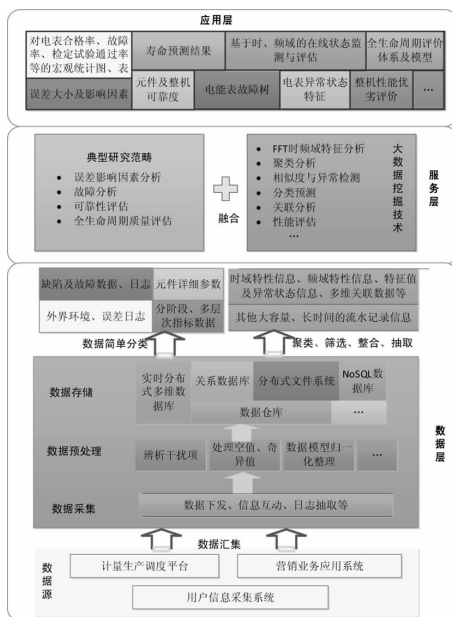 应用层
对电表合格率、故障
率、检定试验通过率
等的宏观统计图、表
寿命预测结果
基于时、频域的在线状态监
测与评估
全生命周期评价
体系及模型
误差大小及影响因素
元件及整机
可靠度
电能表故障树
电表异常状态
特征
整机性能优
劣评价
...
典型研究范畴
• 误差影响因素分析
• 故障分析
• 可靠性评估
• 全生命周期质量评估
融合
• FFT时频域特征分析
• 聚类分析
• 相似度与异常检测
• 分类预测
• 关联分析
• 性能评估
...
大数据挖掘技术
服务层
缺陷及故障数据、日志
元件详细参数
外界环境、误差日志
分阶段、多层
次指标数据
时域特性信息、频域特性信息、特征值
及异常状态信息、多维关联数据等
其他大容量、长时间的流水记录信息
数据简单分类
聚类、筛选、整合、抽取
数据存储
实时分布
式多维数
据库
关系数据库
分布式文件系统
NoSQL数
据库
数据仓库
...
数据预处理
辨析干扰项
处理空值、奇
异值
数据模型归一
化整理
...
数据层
数据采集
数据下发、信息互动、日志抽取等
数据汇集
数据源
计量生产调度平台
营销业务应用系统
用户信息采集系统